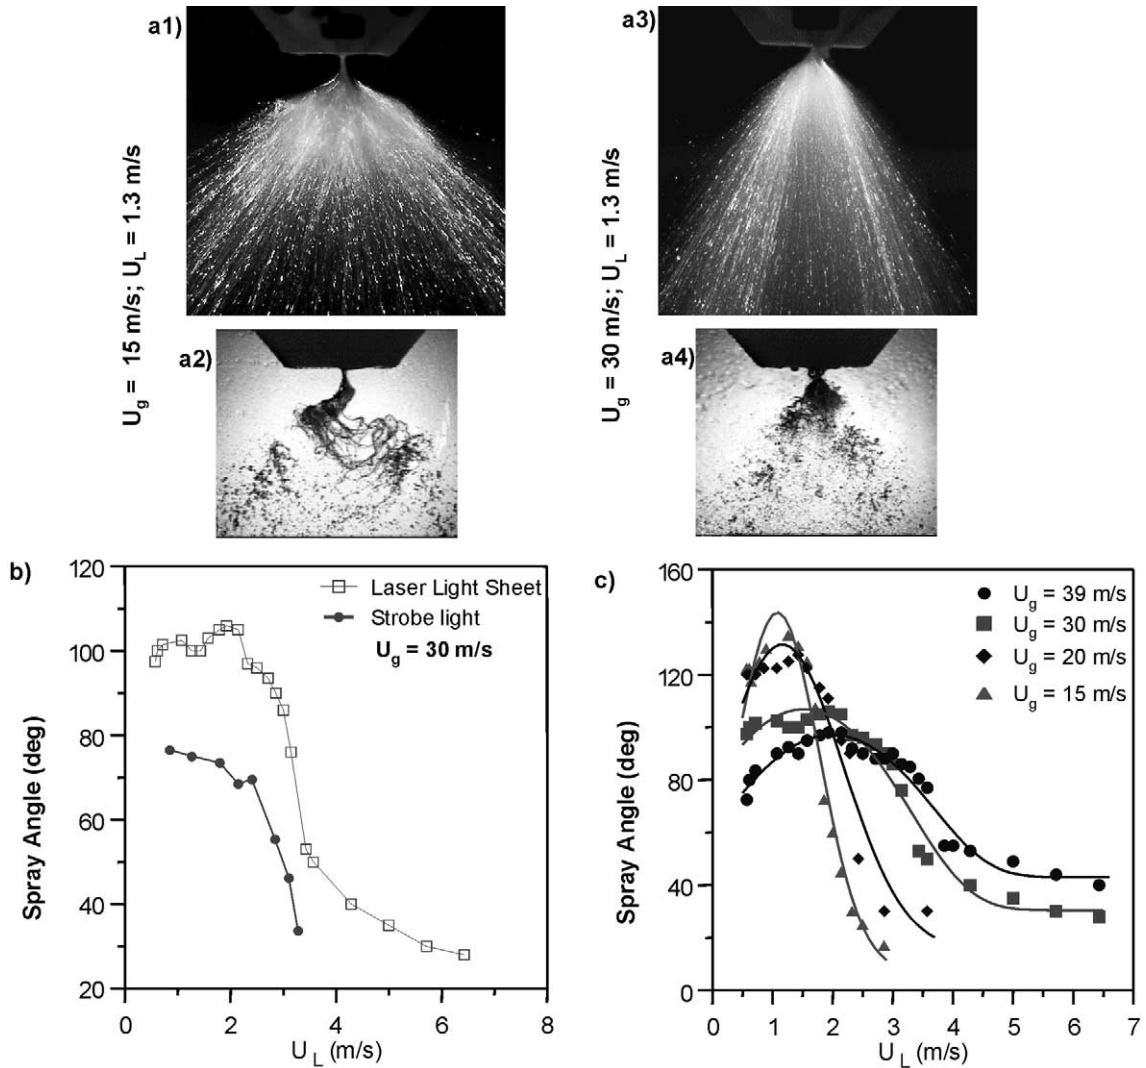 a1)
a3)
U_g = 15 m/s; U_L = 1.3 m/s
U_g = 30 m/s; U_L = 1.3 m/s
a2)
a4)
b)
120
100
80
60
40
20
0
2
4
6
8
Spray Angle (deg)
U_L (m/s)
Laser Light Sheet
Strobe light
U_g = 30 m/s
c)
160
120
80
40
0
0
1
2
3
4
5
6
7
Spray Angle (deg)
U_L (m/s)
U_g = 39 m/s
U_g = 30 m/s
U_g = 20 m/s
U_g = 15 m/s